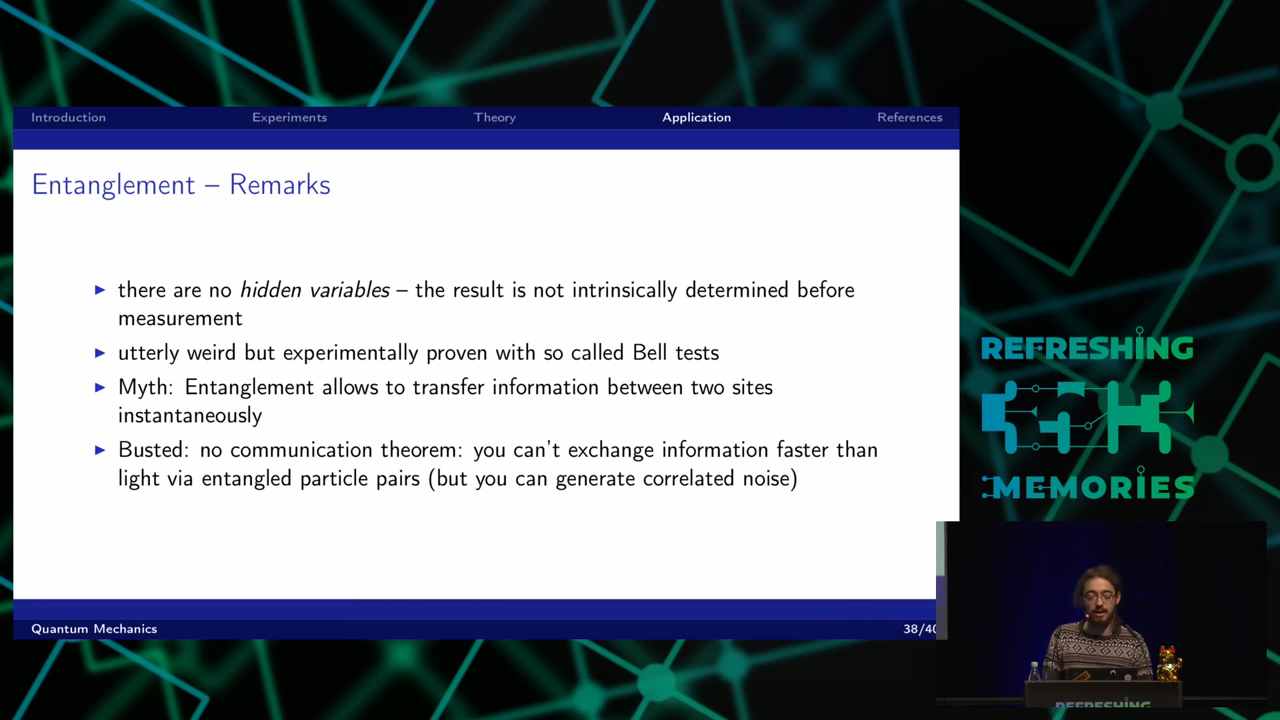 Introduction
Experiments
Theory
Application
References
Entanglement – Remarks
there are no hidden variables – the result is not intrinsically determined before
measurement
utterly weird but experimentally proven with so called Bell tests
Myth: Entanglement allows to transfer information between two sites
instantaneously
Busted: no communication theorem: you can't exchange information faster than
light via entangled particle pairs (but you can generate correlated noise)
Quantum Mechanics
38/40
REFRESHING
MEMORIES
REFRESHING